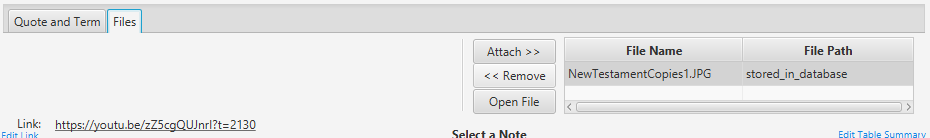 Quote and Term Files
Attach >>
<< Remove
Open File
File Name File Path
NewTestamentCopies1.JPG stored_in_database
Link: https://youtu.be/zZ5cgQUJnrI?t=2130
Edit Link
Select a Note
Edit Table Summary